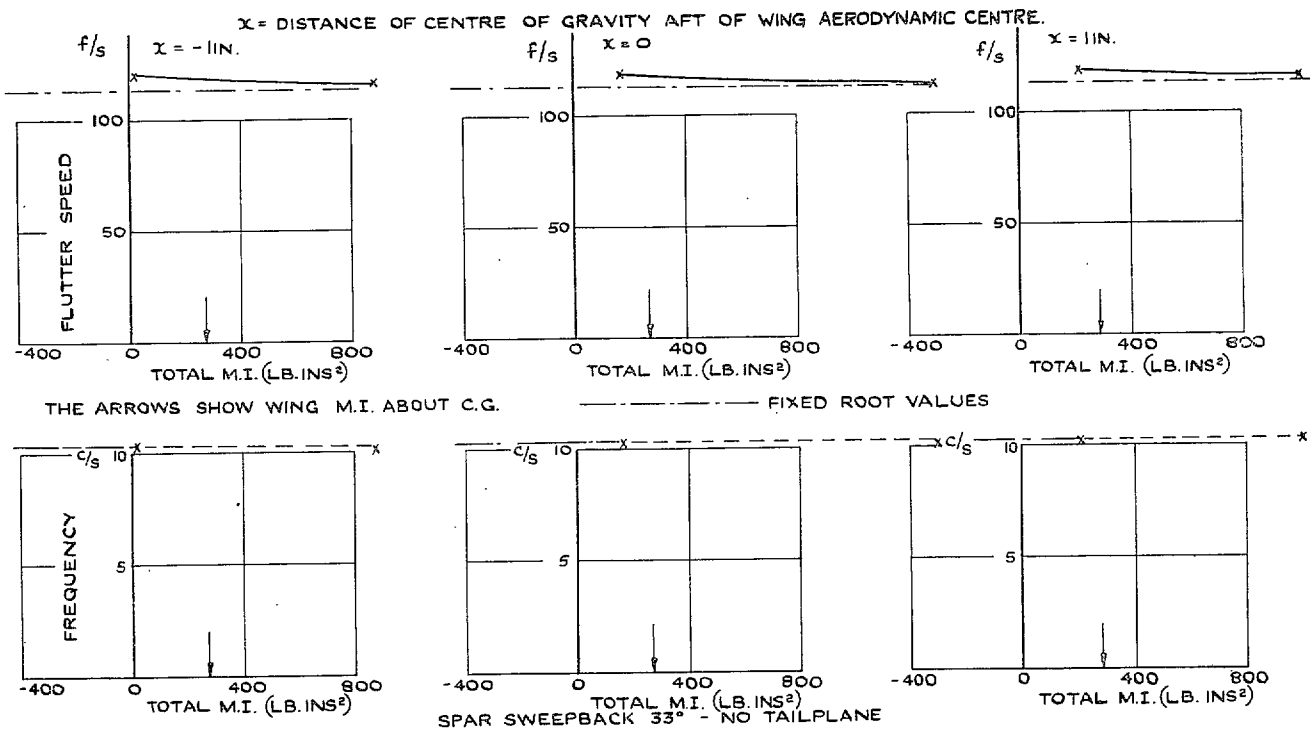 x = DISTANCE OF CENTRE OF GRAVITY AFT OF WING AERODYNAMIC CENTRE.
f/s x = -1IN.
f/s x = 0
f/s x = 1IN.
100
100
100
FLUTTER SPEED
50
50
50
-400 0 400 800
-400 0 400 800
-400 0 400 800
TOTAL M.I. (LB. INS²)
TOTAL M.I. (LB. INS²)
TOTAL M.I. (LB. INS²)
THE ARROWS SHOW WING M.I. ABOUT C.G.
FIXED ROOT VALUES
c/s 10
c/s 10
c/s 10
FREQUENCY
5
5
5
-400 0 400 800
-400 0 400 800
-400 0 400 800
TOTAL M.I. (LB. INS²)
TOTAL M.I. (LB. INS²)
TOTAL M.I. (LB. INS²)
SPAR SWEEPBACK 33° - NO TAILPLANE